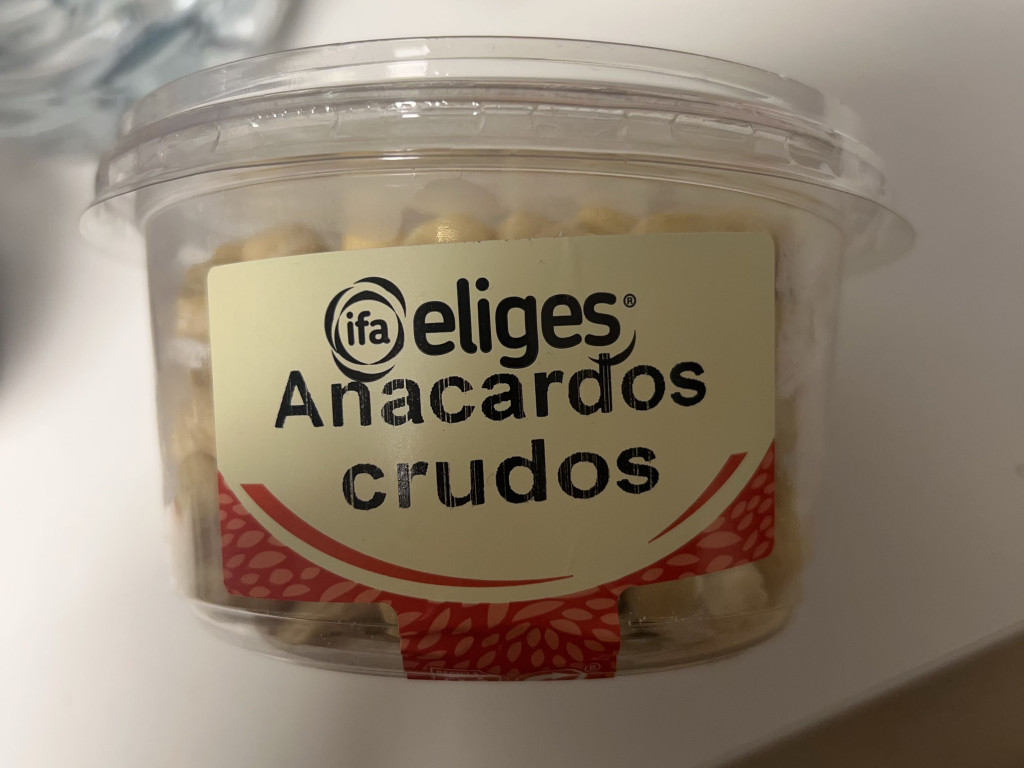 ifa eliges®
Anacardos
crudos
®